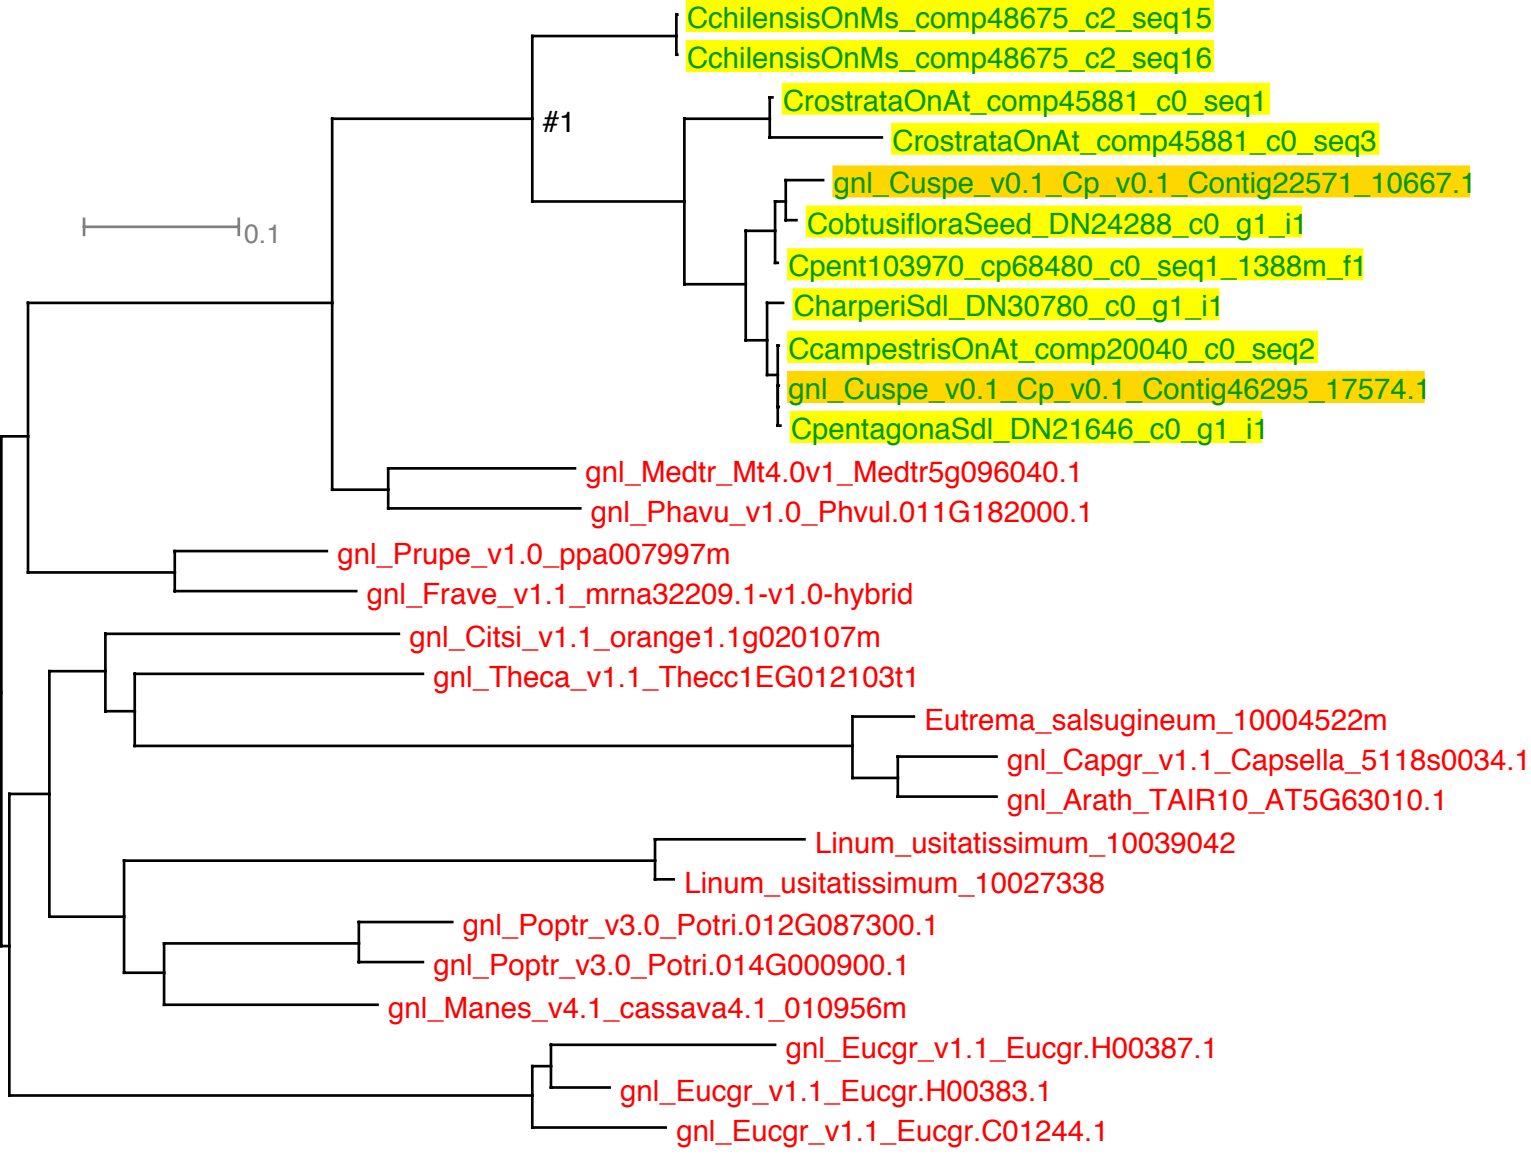 CchilensisOnMs_comp48675_c2_seq15
CchilensisOnMs_comp48675_c2_seq16
CrostrataOnAt_comp45881_c0_seq1
#1
CrostrataOnAt_comp45881_c0_seq3
gnl_Cuspe_v0.1_Cp_v0.1_Contig22571_10667.1
CobtusifloraSeed_DN24288_c0_g1_i1
0.1
Cpent103970_cp68480_c0_seq1_1388m_f1
CharperiSdl_DN30780_c0_g1_i1
CcampestrisOnAt_comp20040_c0_seq2
gnl_Cuspe_v0.1_Cp_v0.1_Contig46295_17574.1
CpentagonaSdl_DN21646_c0_g1_i1
gnl_Medtr_Mt4.0v1_Medtr5g096040.1
gnl_Phavu_v1.0_Phvul.011G182000.1
gnl_Prupe_v1.0_ppa007997m
gnl_Frave_v1.1_mrna32209.1-v1.0-hybrid
gnl_Citsi_v1.1_orange1.1g020107m
gnl_Theca_v1.1_Thecc1EG012103t1
Eutrema_salsugineum_10004522m
gnl_Capgr_v1.1_Capsella_5118s0034.1
gnl_Arath_TAIR10_AT5G63010.1
Linum_usitatissimum_10039042
Linum_usitatissimum_10027338
gnl_Poptr_v3.0_Potri.012G087300.1
gnl_Poptr_v3.0_Potri.014G000900.1
gnl_Manes_v4.1_cassava4.1_010956m
gnl_Eucgr_v1.1_Eucgr.H00387.1
gnl_Eucgr_v1.1_Eucgr.H00383.1
gnl_Eucgr_v1.1_Eucgr.C01244.1